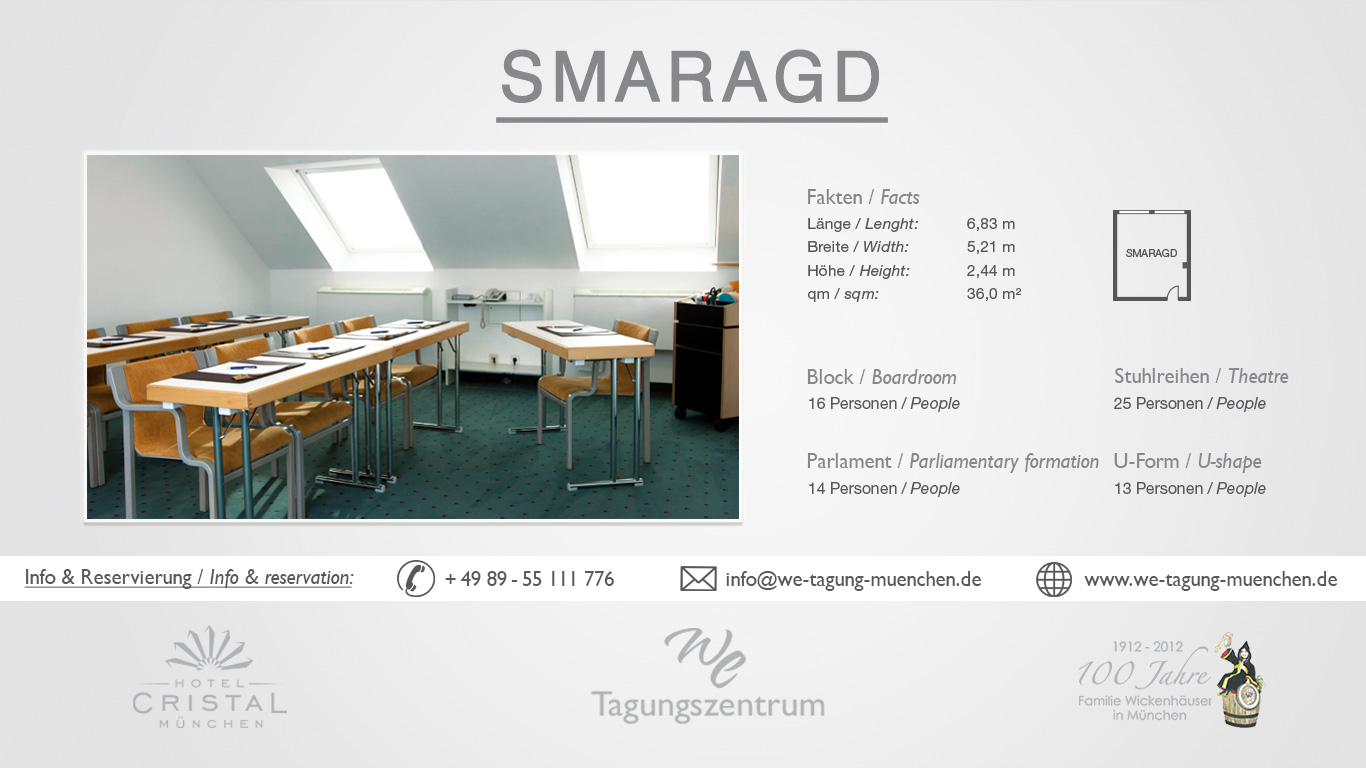 SMARAGD
Fakten / Facts
Länge / Lenght: 6,83 m
Breite / Width: 5,21 m
Höhe / Height: 2,44 m
qm / sqm: 36,0 m²
SMARAGD
Block / Boardroom
16 Personen / People
Stuhlreihen / Theatre
25 Personen / People
Parlament / Parliamentary formation
14 Personen / People
U-Form / U-shape
13 Personen / People
Info & Reservierung / Info & reservation:
+ 49 89 - 55 111 776
info@we-tagung-muenchen.de
www.we-tagung-muenchen.de
HOTEL
CRISTAL
MÜNCHEN
We
Tagungszentrum
1912 - 2012
100 Jahre
Familie Wickenhäuser
in München